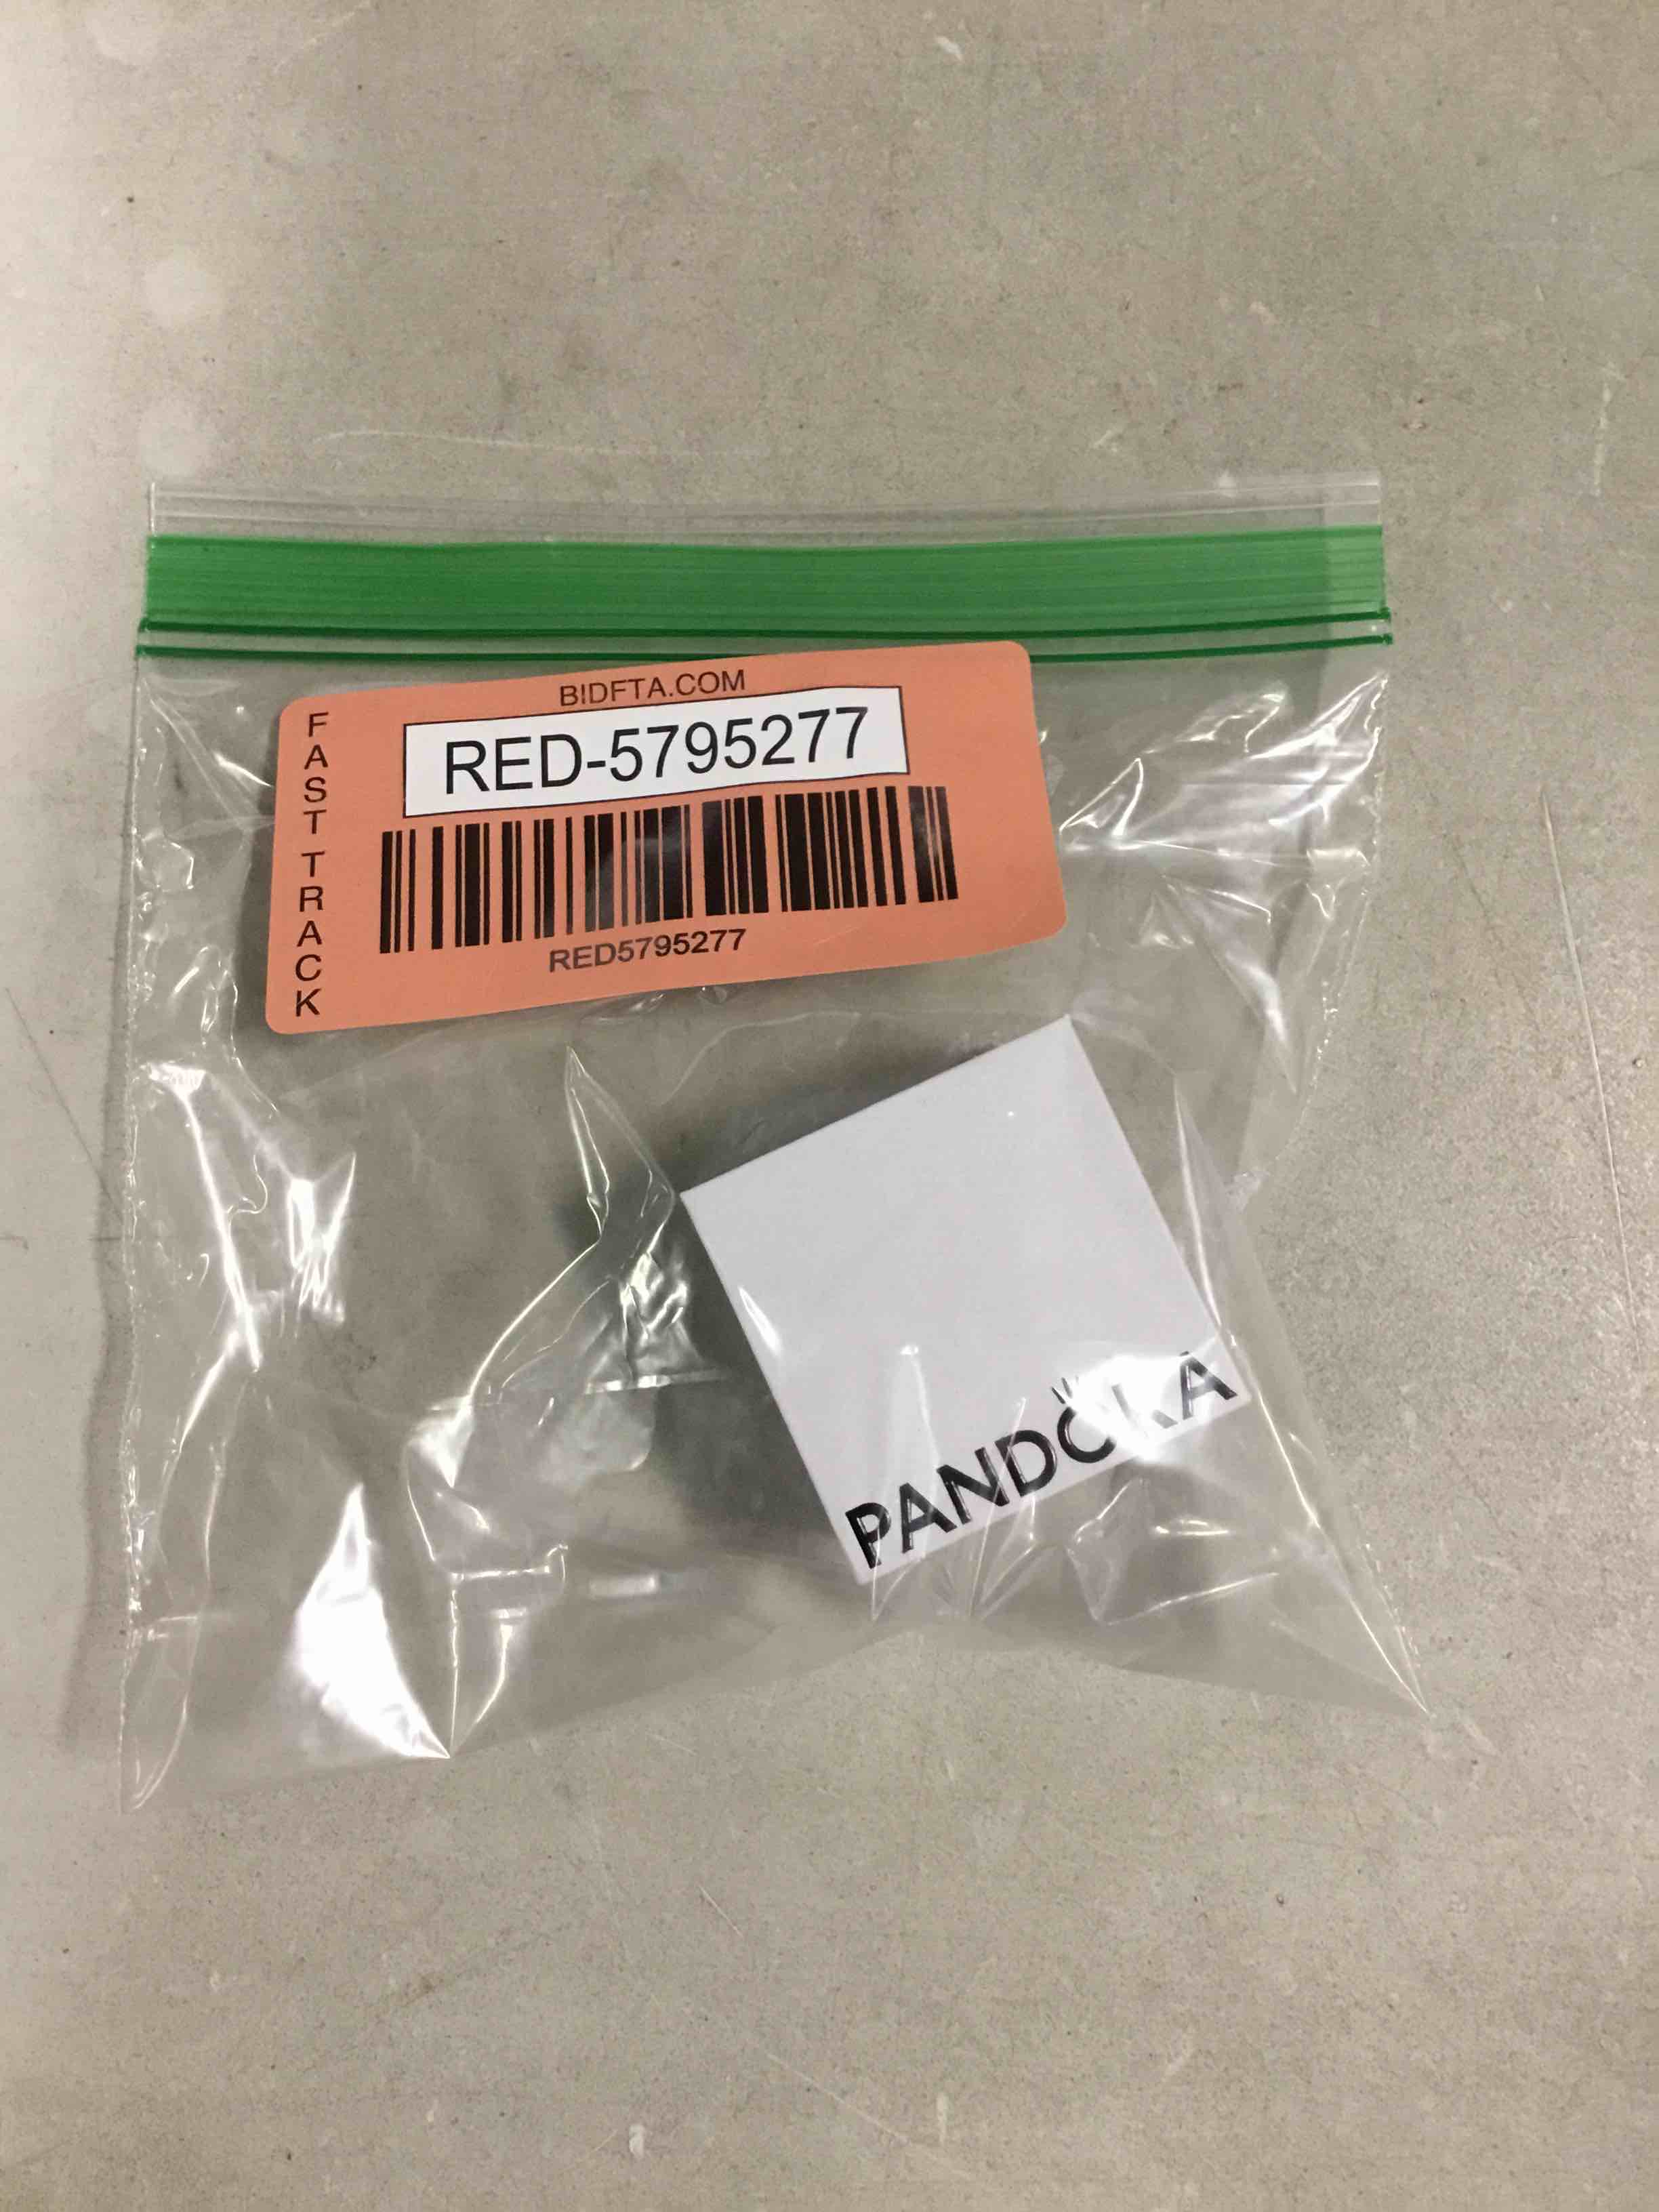 BIDFTA.COM
FAST TRACK
RED-5795277
RED5795277
PANDORA